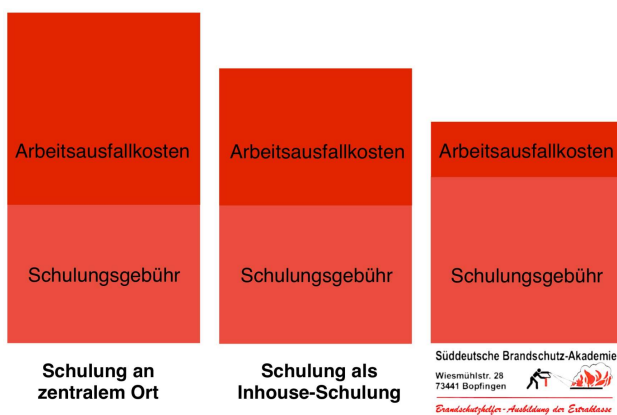 Arbeitsausfallkosten
Schulungsgebühr
Schulung an
zentralem Ort
Arbeitsausfallkosten
Schulungsgebühr
Schulung als
Inhouse-Schulung
Arbeitsausfallkosten
Schulungsgebühr
Süddeutsche Brandschutz-Akademie
Wiesmühlstr. 28
73441 Bopfingen
Brandschutzhelfer-Ausbildung der Extraklasse